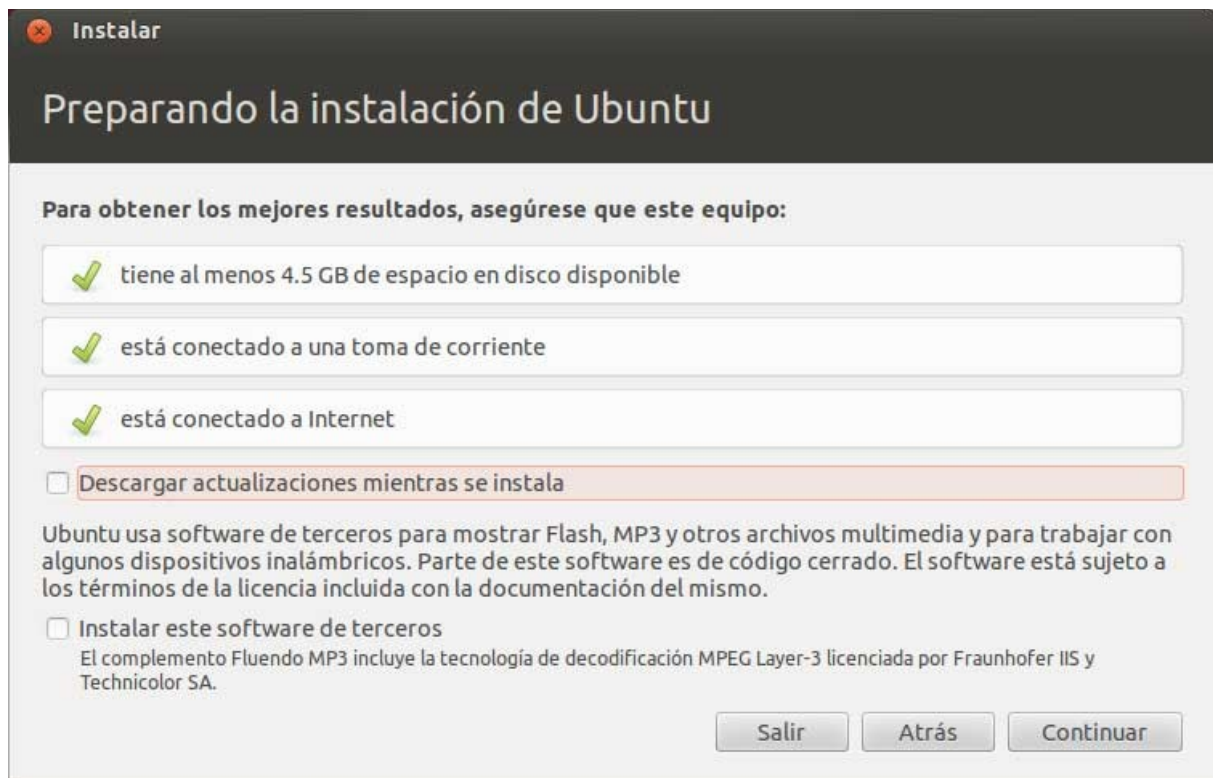 Instalar
Preparando la instalación de Ubuntu
Para obtener los mejores resultados, asegúrese que este equipo:
tiene al menos 4.5 GB de espacio en disco disponible
está conectado a una toma de corriente
está conectado a Internet
Descargar actualizaciones mientras se instala
Ubuntu usa software de terceros para mostrar Flash, MP3 y otros archivos multimedia y para trabajar con
algunos dispositivos inalámbricos. Parte de este software es de código cerrado. El software está sujeto a
los términos de la licencia incluida con la documentación del mismo.
Instalar este software de terceros
El complemento Fluendo MP3 incluye la tecnología de decodificación MPEG Layer-3 licenciada por Fraunhofer IIS y
Technicolor SA.
Salir Atrás Continuar